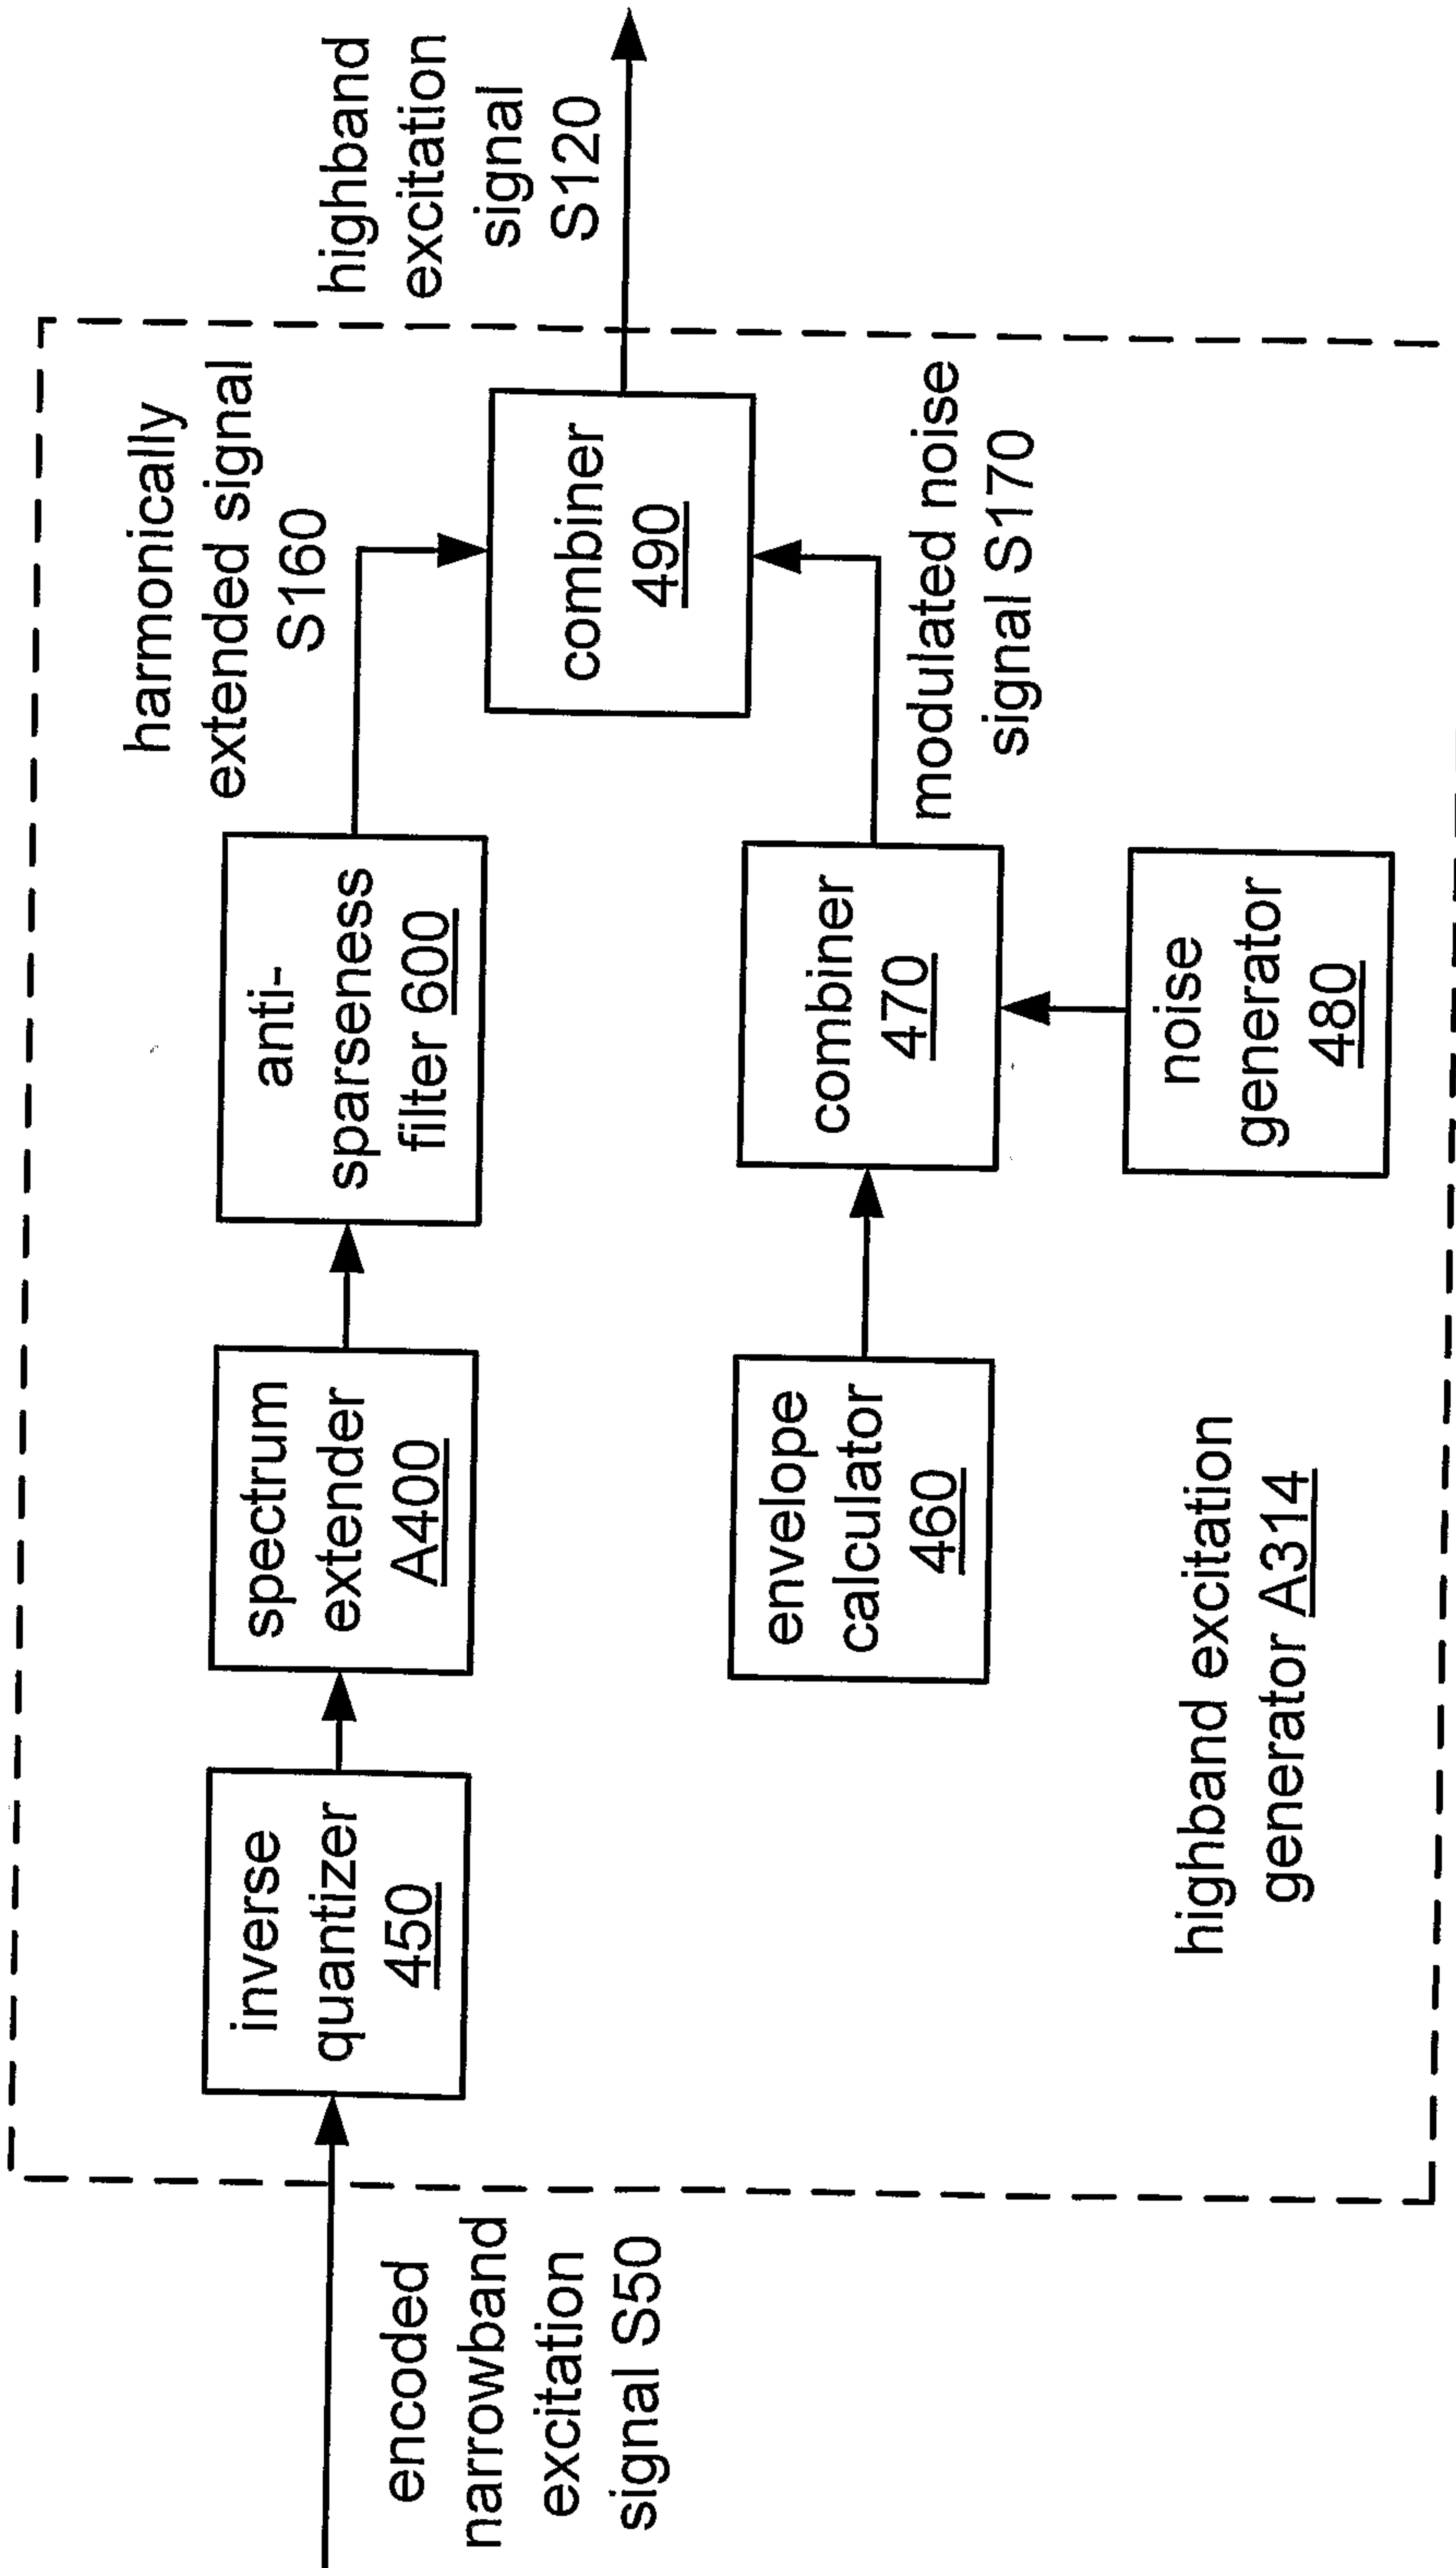 encoded
narrowband
excitation
signal S50
inverse
quantizer
450
spectrum
extender
A400
anti-
sparseness
filter 600
harmonically
extended signal
S160
envelope
calculator
460
combiner
470
noise
generator
480
modulated noise
signal S170
combiner
490
highband
excitation
signal
S120
highband excitation
generator A314